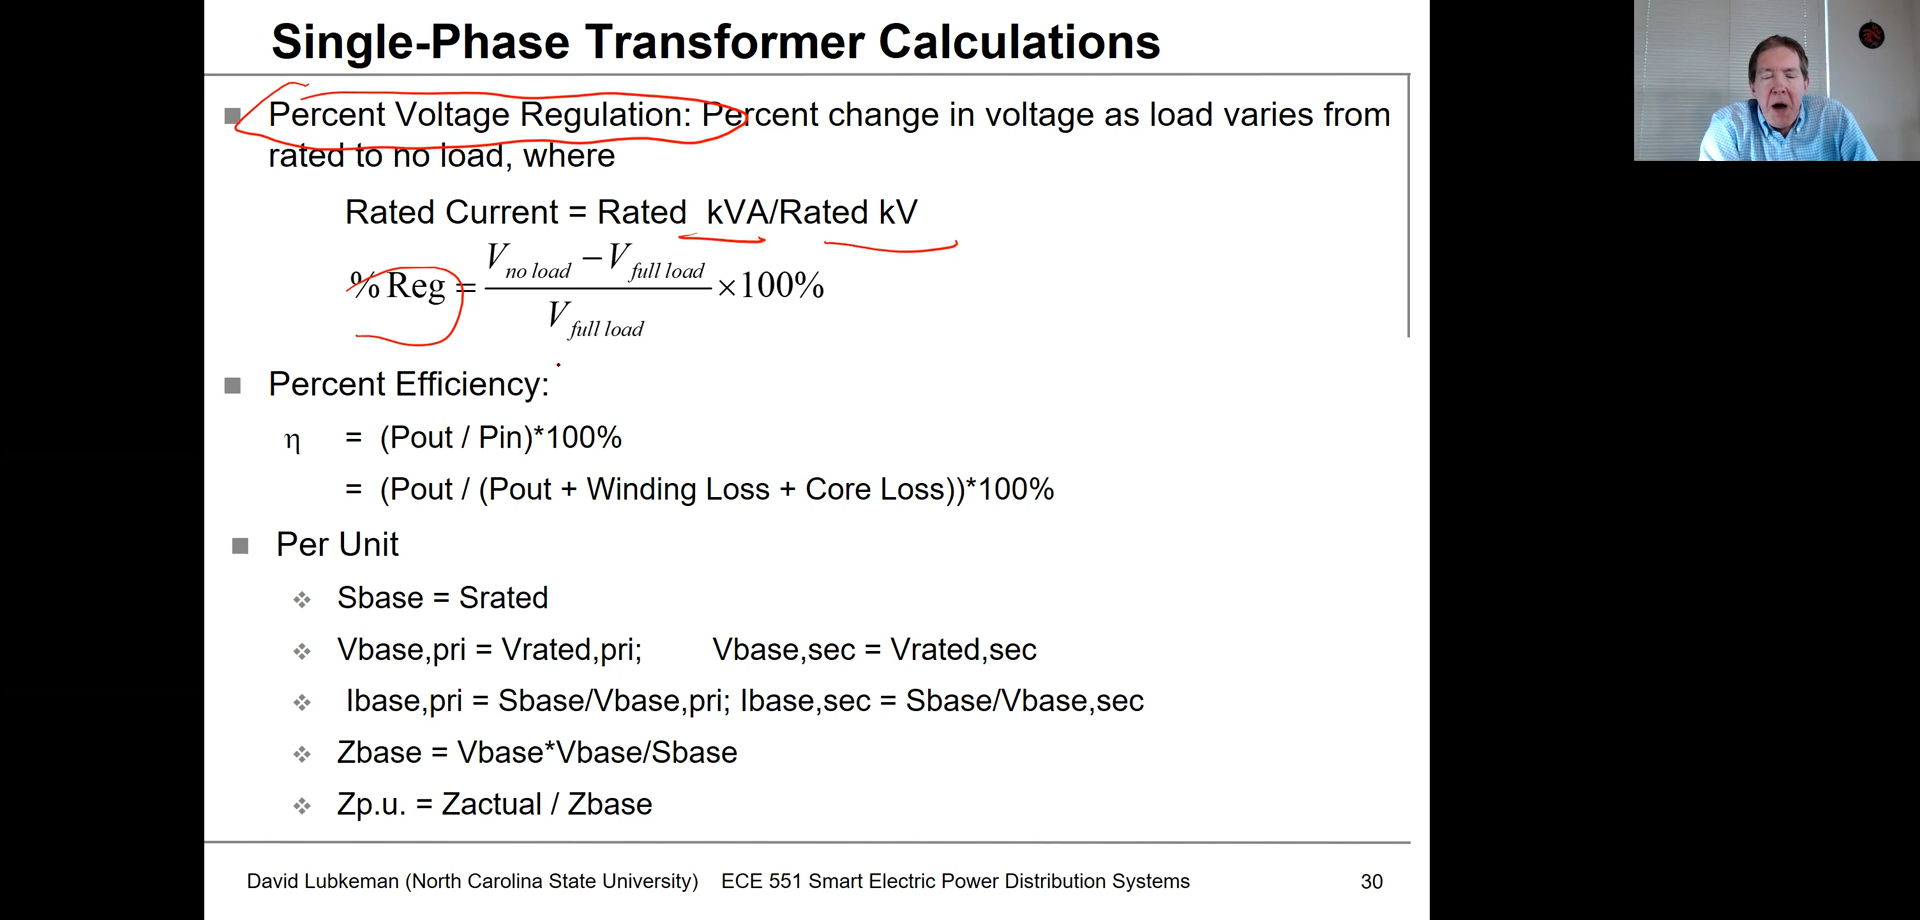 Single-Phase Transformer Calculations
Percent Voltage Regulation: Percent change in voltage as load varies from
rated to no load, where
Rated Current = Rated kVA/Rated kV
% Reg = (V no load − V full load) / V full load ×100%
Percent Efficiency:
η = (Pout / Pin)*100%
= (Pout / (Pout + Winding Loss + Core Loss))*100%
Per Unit
Sbase = Srated
Vbase,pri = Vrated,pri; Vbase,sec = Vrated,sec
Ibase,pri = Sbase/Vbase,pri; Ibase,sec = Sbase/Vbase,sec
Zbase = Vbase*Vbase/Sbase
Zp.u. = Zactual / Zbase
David Lubkeman (North Carolina State University) ECE 551 Smart Electric Power Distribution Systems 30